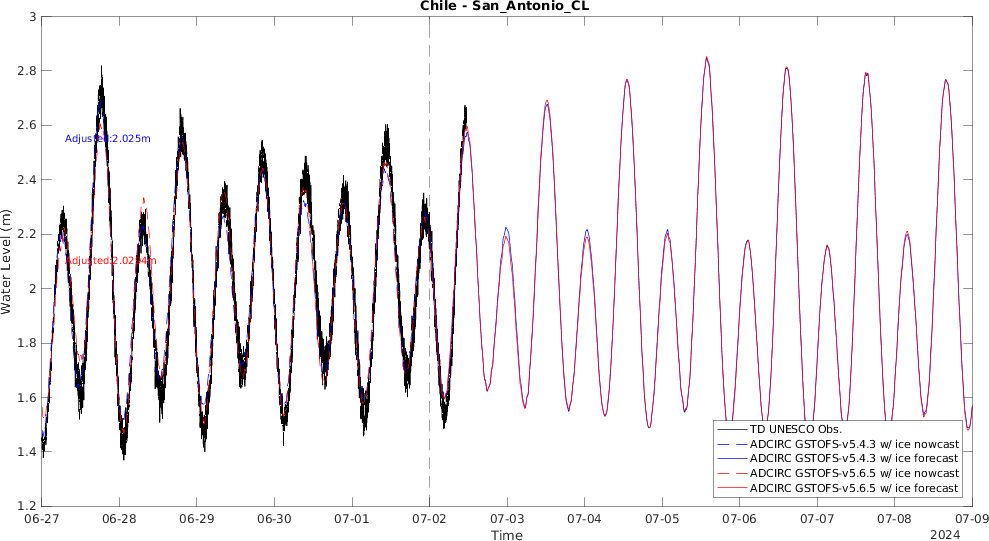 Chile - San_Antonio_CL
3
2.8
2.6
2.4
2.2
2
1.8
1.6
1.4
1.2
Water Level (m)
Adjusted:2.025m
Adjusted:2.0294m
TD UNESCO Obs.
ADCIRC GSTOFS-v5.4.3 w/ ice nowcast
ADCIRC GSTOFS-v5.4.3 w/ ice forecast
ADCIRC GSTOFS-v5.6.5 w/ ice nowcast
ADCIRC GSTOFS-v5.6.5 w/ ice forecast
06-27 06-28 06-29 06-30 07-01 07-02 07-03 07-04 07-05 07-06 07-07 07-08 07-09
Time
2024